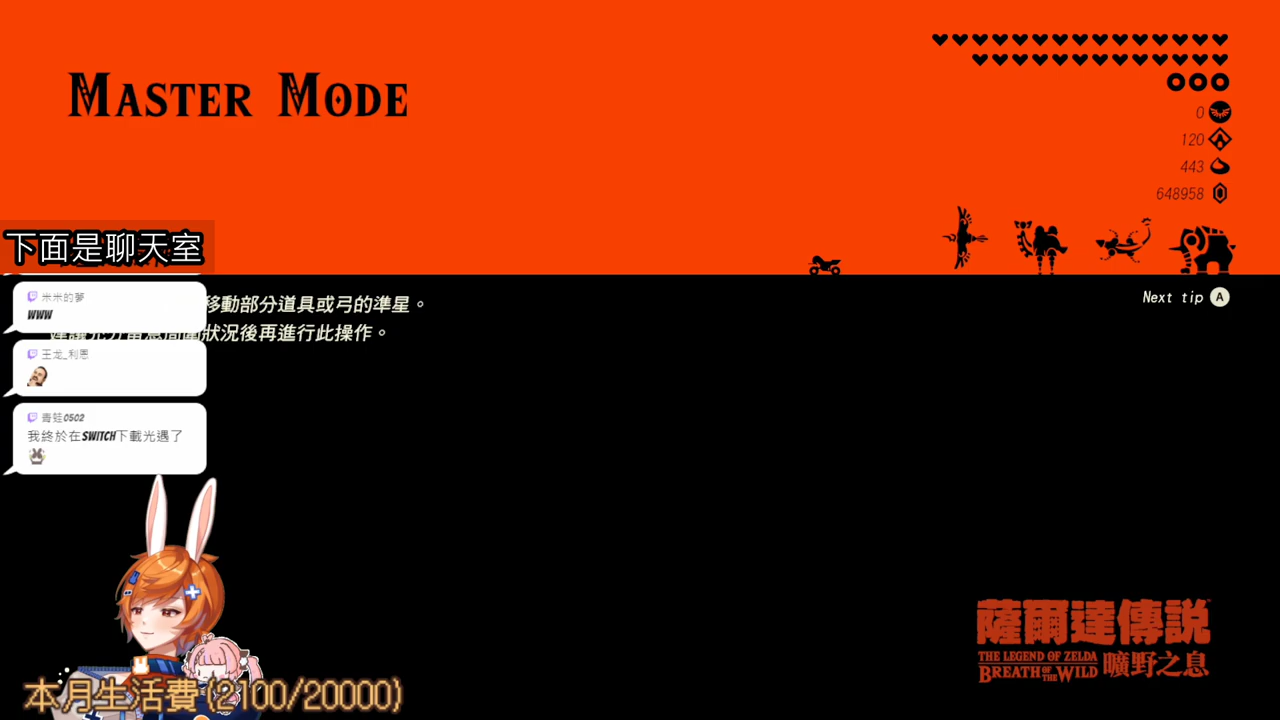 MASTER MODE
0
120
443
648958
下面是聊天室
米米的夢
WWW
移動部分道具或弓的準星。
狀況後再進行此操作。
Next tip A
王龙_利恩
青蛙0502
我終於在SWITCH下載光遇了
薩爾達傳説
THE LEGEND OF ZELDA
BREATH OF THE WILD 曠野之息
本月生活費(2100/20000)